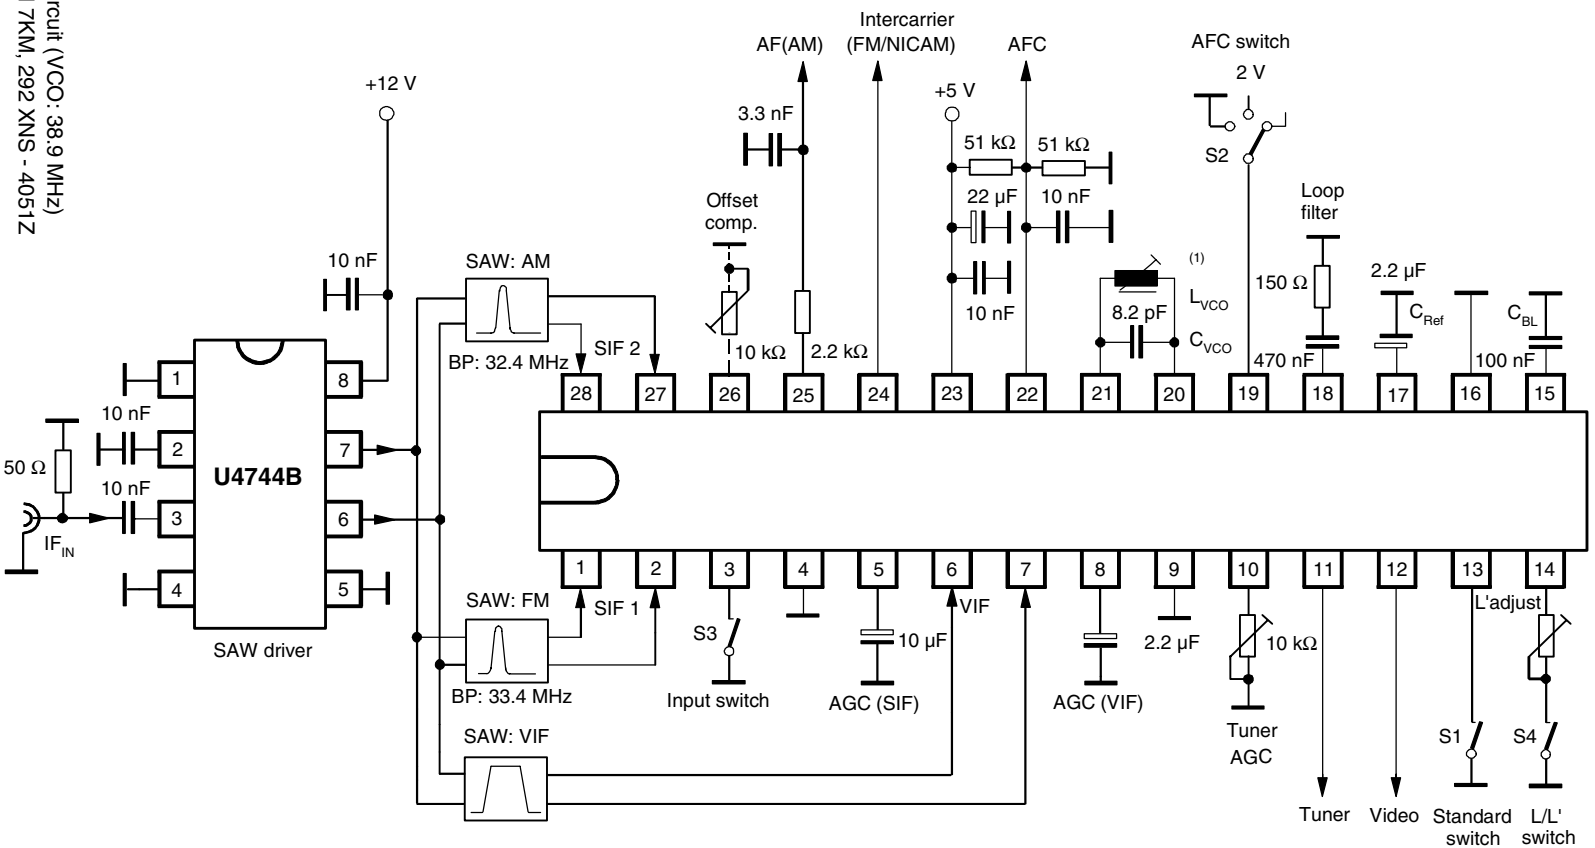 rcuit (VCO: 38.9 MHz)
7KM, 292 XNS - 4051Z
Intercarrier
AF(AM) (FM/NICAM) AFC
AFC switch
2 V
S2
+12 V
+5 V
3.3 nF
51 kΩ 51 kΩ
22 µF 10 nF
10 nF
Offset
comp.
10 kΩ
2.2 kΩ
(1)
L_VCO
8.2 pF
C_VCO
Loop
filter
150 Ω
470 nF
2.2 µF
C_Ref
C_BL
100 nF
10 nF
SAW: AM
BP: 32.4 MHz
SIF 2
28 27 26 25 24 23 22 21 20 19 18 17 16 15
1 8
10 nF
2 7
50 Ω
U4744B
10 nF
3 6
IF_IN
4 5
SAW driver
1 2 3 4 5 6 7 8 9 10 11 12 13 14
SAW: FM
BP: 33.4 MHz
SIF 1
S3
Input switch
10 µF
AGC (SIF)
VIF
AGC (VIF)
2.2 µF
10 kΩ
Tuner
AGC
L'adjust
S1
S4
SAW: VIF
Tuner
Video
Standard
switch
L/L'
switch